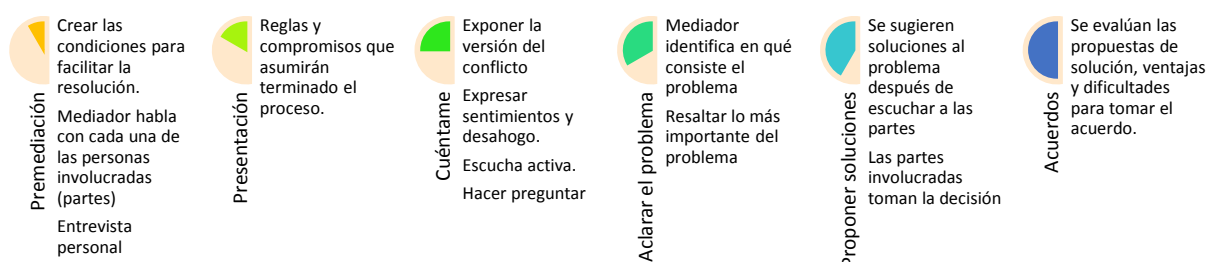 Premediación
Crear las
condiciones para
facilitar la
resolución.
Mediador habla
con cada una de
las personas
involucradas
(partes)
Entrevista
personal
Presentación
Reglas y
compromisos que
asumirán
terminado el
proceso.
Cuéntame
Exponer la
versión del
conflicto
Expresar
sentimientos y
desahogo.
Escucha activa.
Hacer preguntar
Aclarar el problema
Mediador
identifica en qué
consiste el
problema
Resaltar lo más
importante del
problema
Proponer soluciones
Se sugieren
soluciones al
problema
después de
escuchar a las
partes
Las partes
involucradas
toman la decisión
Acuerdos
Se evalúan las
propuestas de
solución, ventajas
y dificultades
para tomar el
acuerdo.